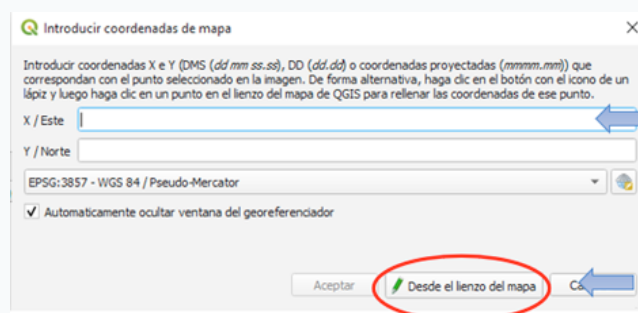 Introducir coordenadas de mapa
Introducir coordenadas X e Y (DMS (dd mm ss.ss), DD (dd.dd) o coordenadas proyectadas (mmmm.mm)) que
correspondan con el punto seleccionado en la imagen. De forma alternativa, haga clic en el botón con el icono de un
lápiz y luego haga clic en un punto en el lienzo del mapa de QGIS para rellenar las coordenadas de ese punto.
X / Este
Y / Norte
EPSG:3857 - WGS 84 / Pseudo-Mercator
Automaticamente ocultar ventana del georeferenciador
Aceptar Desde el lienzo del mapa